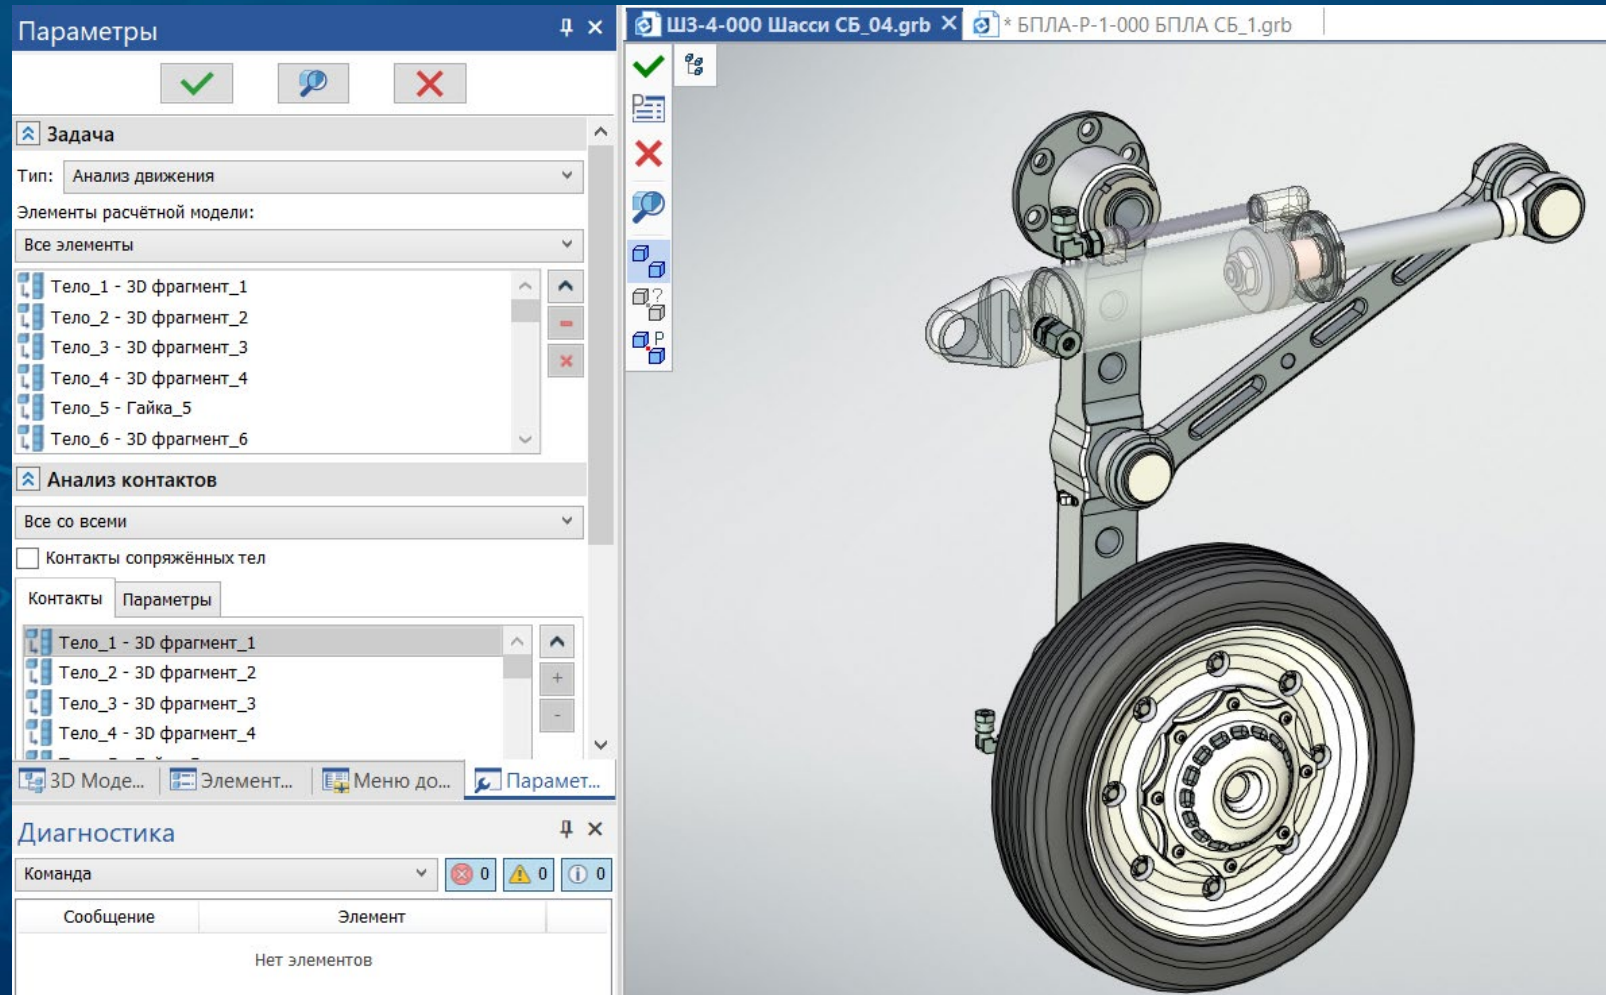 Параметры
ШЗ-4-000 Шасси СБ_04.grb
* БПЛА-Р-1-000 БПЛА СБ_1.grb
Задача
Тип: Анализ движения
Элементы расчётной модели:
Все элементы
Тело_1 - 3D фрагмент_1
Тело_2 - 3D фрагмент_2
Тело_3 - 3D фрагмент_3
Тело_4 - 3D фрагмент_4
Тело_5 - Гайка_5
Тело_6 - 3D фрагмент_6
Анализ контактов
Все со всеми
Контакты сопряжённых тел
Контакты Параметры
Тело_1 - 3D фрагмент_1
Тело_2 - 3D фрагмент_2
Тело_3 - 3D фрагмент_3
Тело_4 - 3D фрагмент_4
3D Моде... Элемент... Меню до... Парамет...
Диагностика
Команда 0 0 0
Сообщение Элемент
Нет элементов